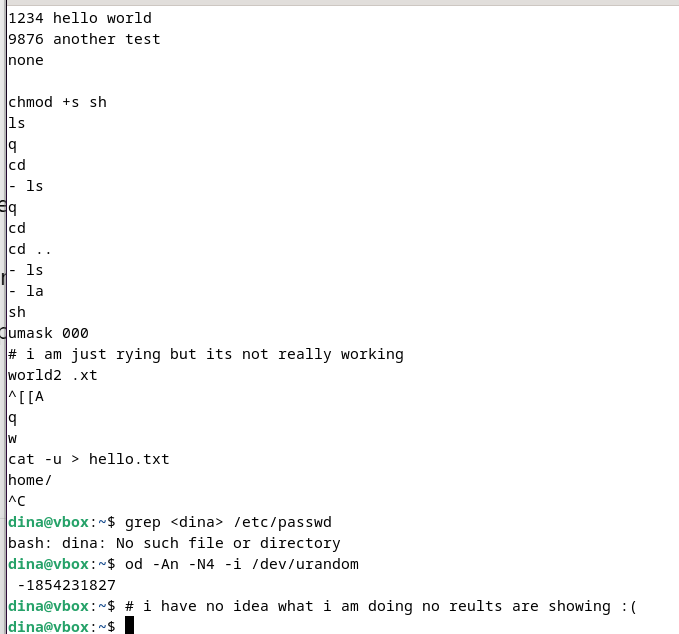 1234 hello world
9876 another test
none
chmod +s sh
ls
q
cd
- ls
q
cd
cd ..
- ls
- la
sh
umask 000
# i am just rying but its not really working
world2 .xt
^[[A
q
w
cat -u > hello.txt
home/
^C
dina@vbox:~$ grep <dina> /etc/passwd
bash: dina: No such file or directory
dina@vbox:~$ od -An -N4 -i /dev/urandom
-1854231827
dina@vbox:~$ # i have no idea what i am doing no reults are showing :(
dina@vbox:~$